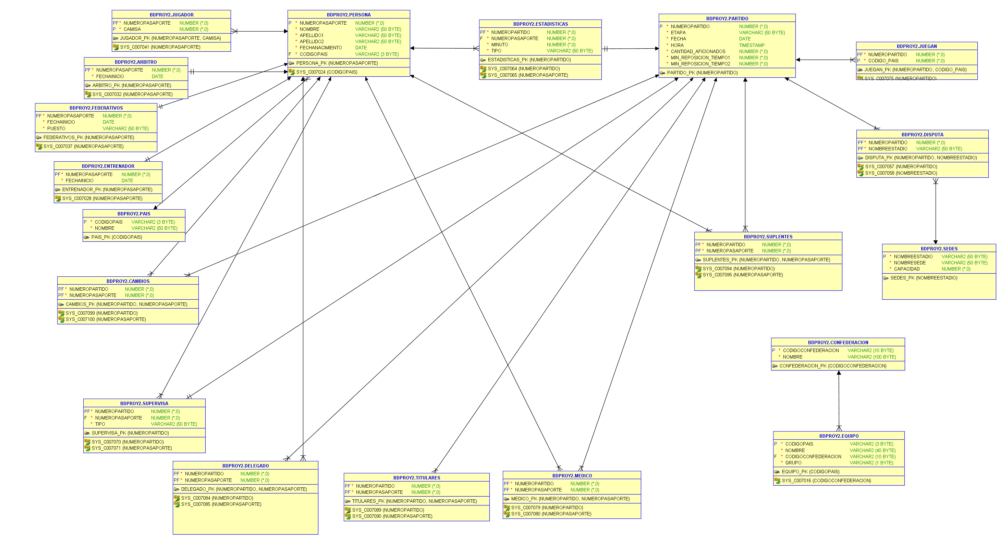 BDPROY2.JUGADOR
PF * NUMEROPASAPORTE NUMBER (*,0)
P * CAMISA NUMBER (*,0)
JUGADOR_PK (NUMEROPASAPORTE, CAMISA)
SYS_C007041 (NUMEROPASAPORTE)
BDPROY2.PERSONA
P * NUMEROPASAPORTE NUMBER (*,0)
* NOMBRE VARCHAR2 (50 BYTE)
* APELLIDO1 VARCHAR2 (50 BYTE)
* APELLIDO2 VARCHAR2 (50 BYTE)
* FECHANACIMIENTO DATE
F * CODIGOPAIS VARCHAR2 (3 BYTE)
PERSONA_PK (NUMEROPASAPORTE)
SYS_C007024 (CODIGOPAIS)
BDPROY2.ESTADISTICAS
PF * NUMEROPARTIDO NUMBER (*,0)
F * NUMEROPASAPORTE NUMBER (*,0)
* MINUTO NUMBER (*,0)
* TIPO VARCHAR2 (50 BYTE)
ESTADISTICAS_PK (NUMEROPARTIDO)
SYS_C007064 (NUMEROPARTIDO)
SYS_C007065 (NUMEROPASAPORTE)
BDPROY2.PARTIDO
P * NUMEROPARTIDO NUMBER (*,0)
* ETAPA VARCHAR2 (50 BYTE)
* FECHA DATE
* HORA TIMESTAMP
* CANTIDAD_AFICIONADOS NUMBER (*,0)
* MIN_REPOSICION_TIEMPO1 NUMBER (*,0)
* MIN_REPOSICION_TIEMPO2 NUMBER (*,0)
PARTIDO_PK (NUMEROPARTIDO)
BDPROY2.JUEGAN
PF * NUMEROPARTIDO NUMBER (*,0)
P * CODIGO_PAIS NUMBER (*,0)
JUEGAN_PK (NUMEROPARTIDO, CODIGO_PAIS)
SYS_C007075 (NUMEROPARTIDO)
BDPROY2.ARBITRO
PF * NUMEROPASAPORTE NUMBER (*,0)
* FECHAINICIO DATE
ARBITRO_PK (NUMEROPASAPORTE)
SYS_C007032 (NUMEROPASAPORTE)
BDPROY2.FEDERATIVOS
PF * NUMEROPASAPORTE NUMBER (*,0)
* FECHAINICIO DATE
* PUESTO VARCHAR2 (50 BYTE)
FEDERATIVOS_PK (NUMEROPASAPORTE)
SYS_C007037 (NUMEROPASAPORTE)
BDPROY2.DISPUTA
PF * NUMEROPARTIDO NUMBER (*,0)
PF * NOMBREESTADIO VARCHAR2 (50 BYTE)
DISPUTA_PK (NUMEROPARTIDO, NOMBREESTADIO)
SYS_C007057 (NUMEROPARTIDO)
SYS_C007058 (NOMBREESTADIO)
BDPROY2.ENTRENADOR
PF * NUMEROPASAPORTE NUMBER (*,0)
* FECHAINICIO DATE
ENTRENADOR_PK (NUMEROPASAPORTE)
SYS_C007028 (NUMEROPASAPORTE)
BDPROY2.PAIS
P * CODIGOPAIS VARCHAR2 (3 BYTE)
* NOMBRE VARCHAR2 (50 BYTE)
PAIS_PK (CODIGOPAIS)
BDPROY2.SUPLENTES
PF * NUMEROPARTIDO NUMBER (*,0)
PF * NUMEROPASAPORTE NUMBER (*,0)
SUPLENTES_PK (NUMEROPARTIDO, NUMEROPASAPORTE)
SYS_C007094 (NUMEROPARTIDO)
SYS_C007095 (NUMEROPASAPORTE)
BDPROY2.SEDES
P * NOMBREESTADIO VARCHAR2 (50 BYTE)
* NOMBRESEDE VARCHAR2 (50 BYTE)
* CAPACIDAD NUMBER (*,0)
SEDES_PK (NOMBREESTADIO)
BDPROY2.CAMBIOS
PF * NUMEROPARTIDO NUMBER (*,0)
PF * NUMEROPASAPORTE NUMBER (*,0)
CAMBIOS_PK (NUMEROPARTIDO, NUMEROPASAPORTE)
SYS_C007099 (NUMEROPARTIDO)
SYS_C007100 (NUMEROPASAPORTE)
BDPROY2.CONFEDERACION
P * CODIGOCONFEDERACION VARCHAR2 (10 BYTE)
* NOMBRE VARCHAR2 (100 BYTE)
CONFEDERACION_PK (CODIGOCONFEDERACION)
BDPROY2.SUPERVISA
PF * NUMEROPARTIDO NUMBER (*,0)
F * NUMEROPASAPORTE NUMBER (*,0)
* TIPO VARCHAR2 (50 BYTE)
SUPERVISA_PK (NUMEROPARTIDO)
SYS_C007070 (NUMEROPARTIDO)
SYS_C007071 (NUMEROPASAPORTE)
BDPROY2.EQUIPO
P * CODIGOPAIS VARCHAR2 (3 BYTE)
* NOMBRE VARCHAR2 (40 BYTE)
F * CODIGOCONFEDERACION VARCHAR2 (10 BYTE)
* GRUPO VARCHAR2 (1 BYTE)
EQUIPO_PK (CODIGOPAIS)
SYS_C007016 (CODIGOCONFEDERACION)
BDPROY2.DELEGADO
PF * NUMEROPARTIDO NUMBER (*,0)
PF * NUMEROPASAPORTE NUMBER (*,0)
DELEGADO_PK (NUMEROPARTIDO, NUMEROPASAPORTE)
SYS_C007084 (NUMEROPARTIDO)
SYS_C007085 (NUMEROPASAPORTE)
BDPROY2.TITULARES
PF * NUMEROPARTIDO NUMBER (*,0)
PF * NUMEROPASAPORTE NUMBER (*,0)
TITULARES_PK (NUMEROPARTIDO, NUMEROPASAPORTE)
SYS_C007089 (NUMEROPARTIDO)
SYS_C007090 (NUMEROPASAPORTE)
BDPROY2.MEDICO
PF * NUMEROPARTIDO NUMBER (*,0)
PF * NUMEROPASAPORTE NUMBER (*,0)
MEDICO_PK (NUMEROPARTIDO, NUMEROPASAPORTE)
SYS_C007079 (NUMEROPARTIDO)
SYS_C007080 (NUMEROPASAPORTE)